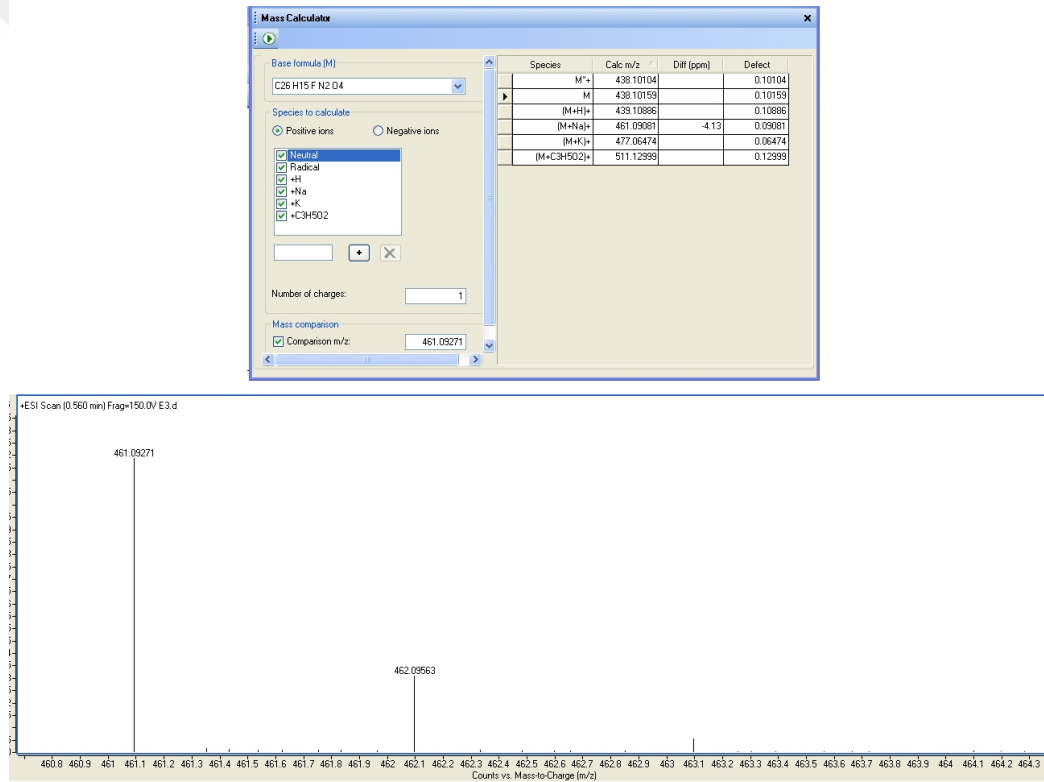 Mass Calculator
Base formula (M)
C26 H15 F N2 O4
Species to calculate
Positive ions Negative ions
Neutral
Radical
+H
+Na
+K
+C3H5O2
Number of charges: 1
Mass comparison
Comparison m/z: 461.09271
Species Calc m/z Diff (ppm) Defect
M*+ 438.10104 0.10104
M 438.10159 0.10159
(M+H)+ 439.10886 0.10886
(M+Na)+ 461.09081 -4.13 0.09081
(M+K)+ 477.06474 0.06474
(M+C3H5O2)+ 511.12999 0.12999
+ESI Scan (0.560 min) Frag=150.0V E3.d
461.09271
462.09563
460.8 460.9 461 461.1 461.2 461.3 461.4 461.5 461.6 461.7 461.8 461.9 462 462.1 462.2 462.3 462.4 462.5 462.6 462.7 462.8 462.9 463 463.1 463.2 463.3 463.4 463.5 463.6 463.7 463.8 463.9 464 464.1 464.2 464.3
Counts vs. Mass-to-Charge (m/z)